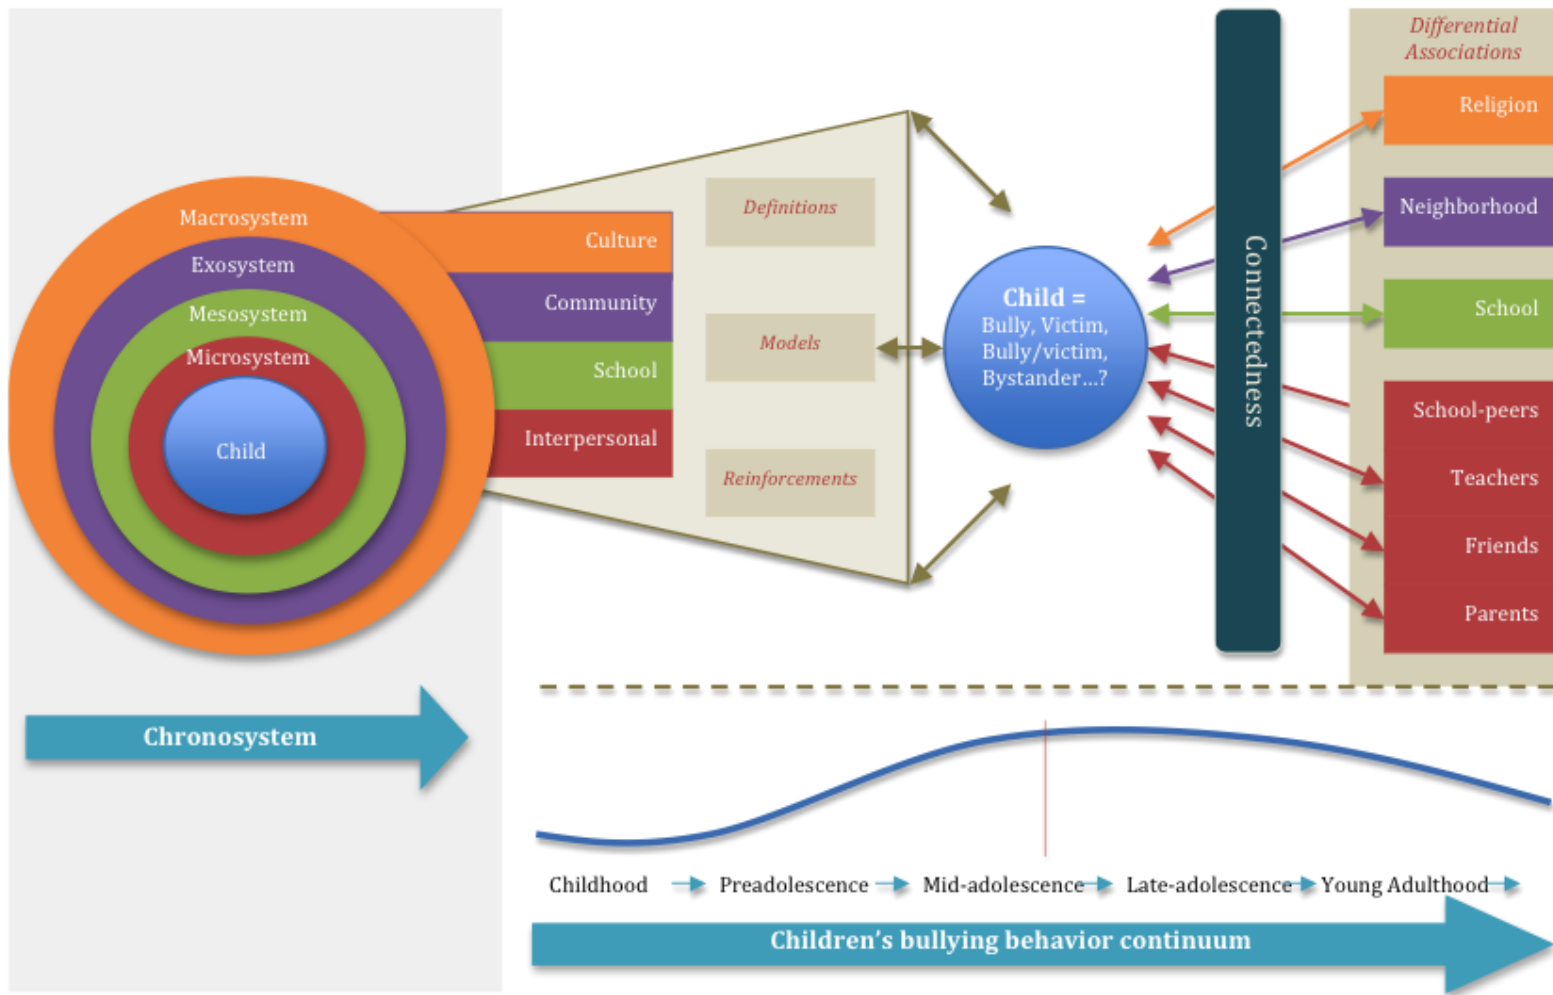 Macrosystem
Exosystem
Mesosystem
Microsystem
Child
Culture
Community
School
Interpersonal
Definitions
Models
Reinforcements
Child =
Bully, Victim,
Bully/victim,
Bystander...?
Connectedness
Differential
Associations
Religion
Neighborhood
School
School-peers
Teachers
Friends
Parents
Chronosystem
Childhood
Preadolescence
Mid-adolescence
Late-adolescence
Young Adulthood
Children’s bullying behavior continuum